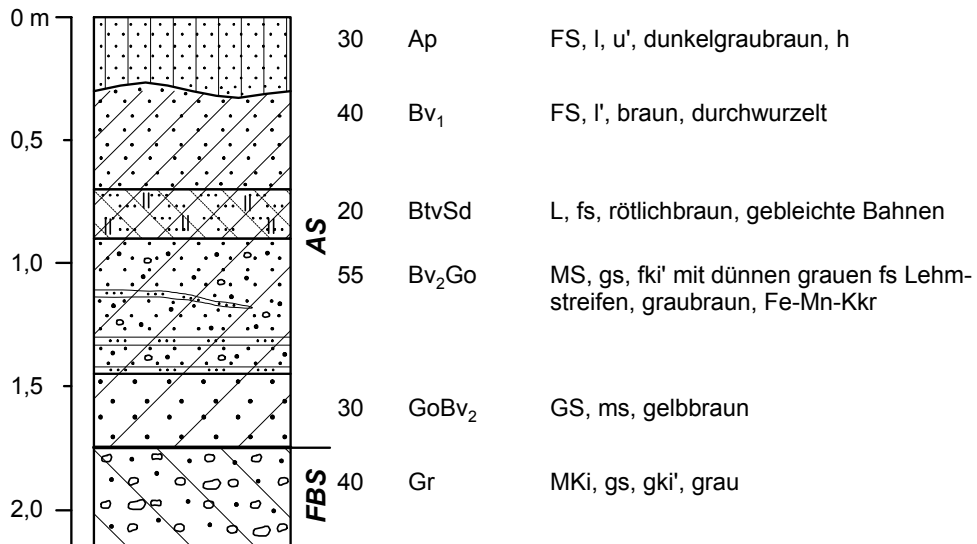 0 m
30 Ap FS, l, u', dunkelgraubraun, h
40 Bv₁ FS, l', braun, durchwurzelt
0,5
20 BtvSd L, fs, rötlichbraun, gebleichte Bahnen
AS
1,0
55 Bv₂Go MS, gs, fki' mit dünnen grauen fs Lehm-
streifen, graubraun, Fe-Mn-Kkr
1,5
30 GoBv₂ GS, ms, gelbbraun
FBS
40 Gr MKi, gs, gki', grau
2,0